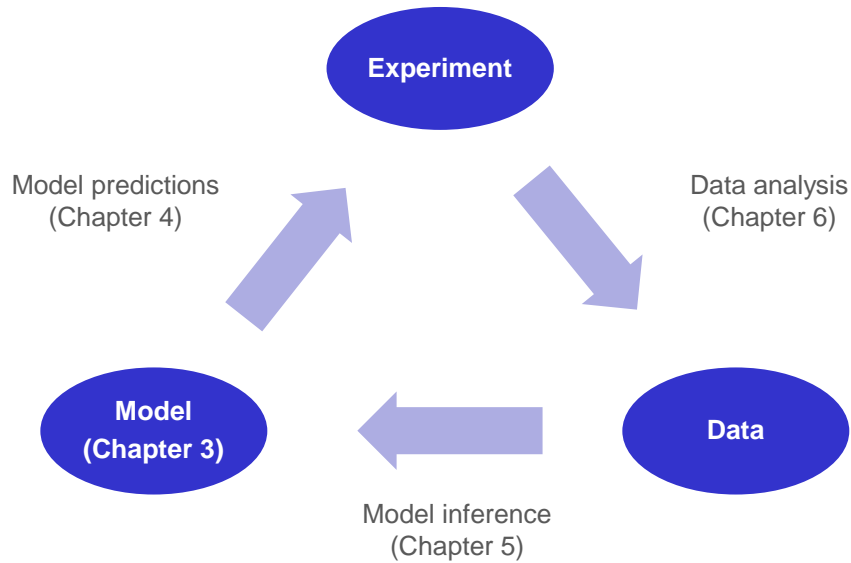 Experiment
Model predictions
(Chapter 4)
Data analysis
(Chapter 6)
Model
(Chapter 3)
Data
Model inference
(Chapter 5)